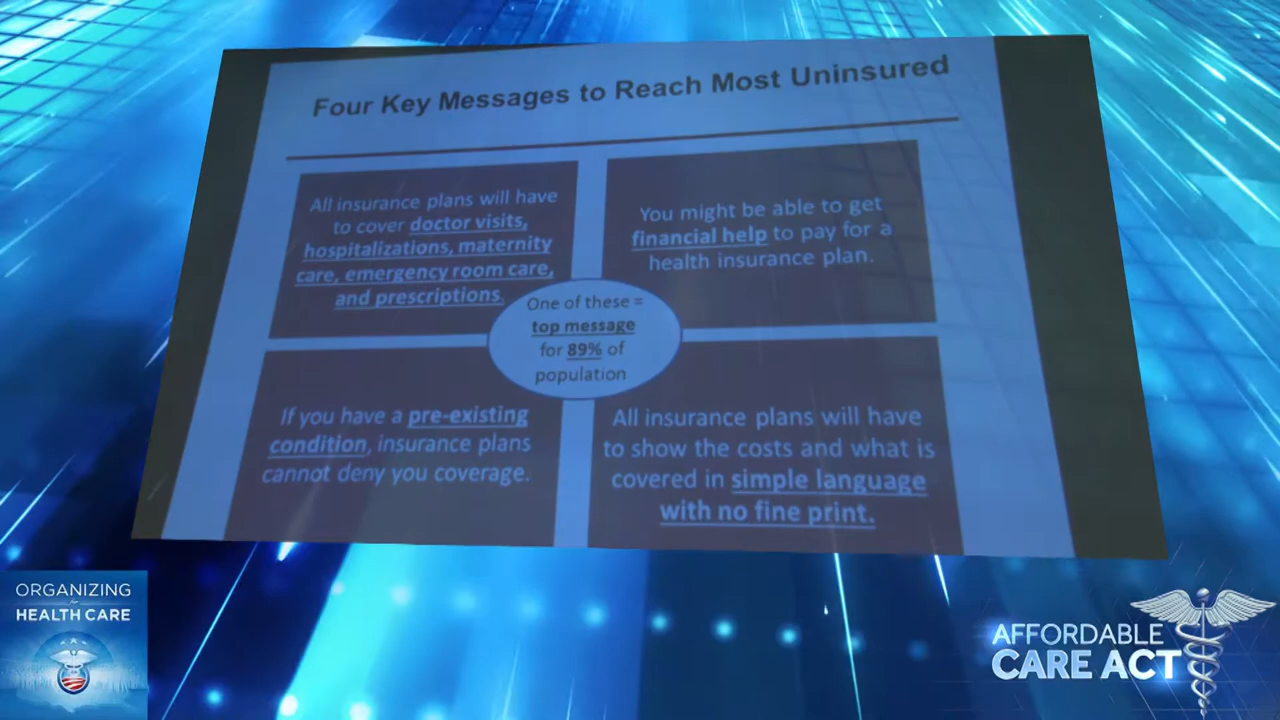 Four Key Messages to Reach Most Uninsured
All insurance plans will have
to cover doctor visits,
hospitalizations, maternity
care, emergency room care,
and prescriptions.
You might be able to get
financial help to pay for a
health insurance plan.
One of these =
top message
for 89% of
population
If you have a pre-existing
condition, insurance plans
cannot deny you coverage.
All insurance plans will have
to show the costs and what is
covered in simple language
with no fine print.
ORGANIZING
for
HEALTH CARE
AFFORDABLE
CARE ACT